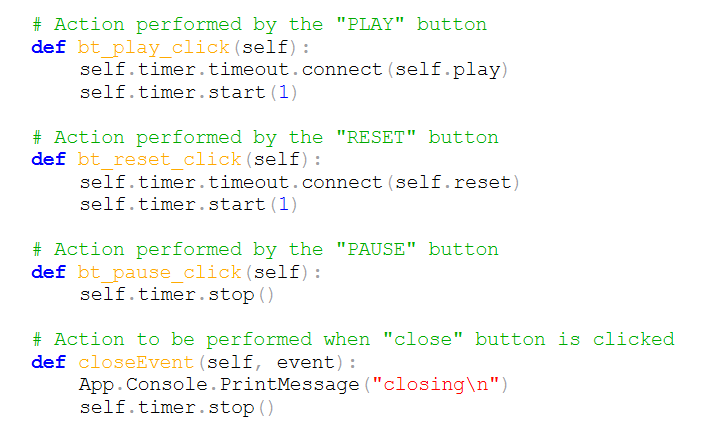 # Action performed by the "PLAY" button
def bt_play_click(self):
    self.timer.timeout.connect(self.play)
    self.timer.start(1)

# Action performed by the "RESET" button
def bt_reset_click(self):
    self.timer.timeout.connect(self.reset)
    self.timer.start(1)

# Action performed by the "PAUSE" button
def bt_pause_click(self):
    self.timer.stop()

# Action to be performed when "close" button is clicked
def closeEvent(self, event):
    App.Console.PrintMessage("closing\n")
    self.timer.stop()